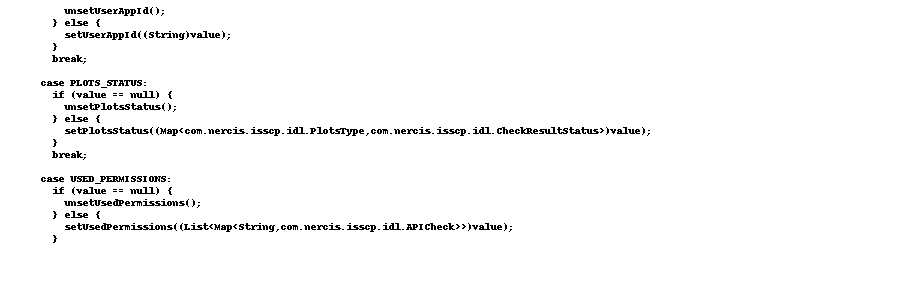 unsetUserAppId();
} else {
setUserAppId((String)value);
}
break;
case PLOTS_STATUS:
if (value == null) {
unsetPlotsStatus();
} else {
setPlotsStatus((Map<com.nercis.isscp.idl.PlotsType,com.nercis.isscp.idl.CheckResultStatus>)value);
}
break;
case USED_PERMISSIONS:
if (value == null) {
unsetUsedPermissions();
} else {
setUsedPermissions((List<Map<String,com.nercis.isscp.idl.APICheck>>)value);
}